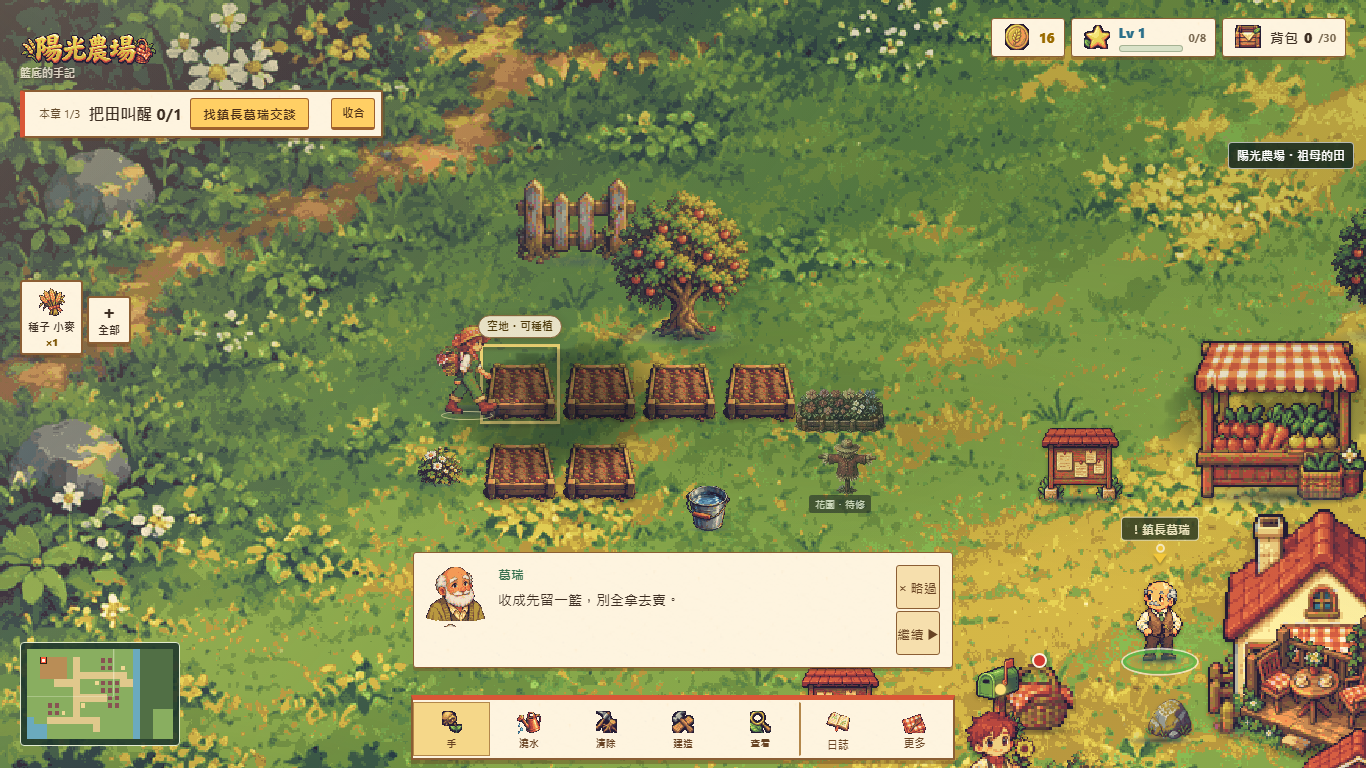 陽光農場
籃底的手記
16
Lv 1
0/8
背包 0 /30
本章 1/3 把田叫醒 0/1 找鎮長葛瑞交談 收合
陽光農場・祖母的田
種子 小麥
×1
+
全部
空地・可種植
花圃・待修
! 鎮長葛瑞
葛瑞
收成先留一籃，別全拿去賣。
× 略過
繼續 ▶
手
澆水
清除
建造
查看
日誌
更多